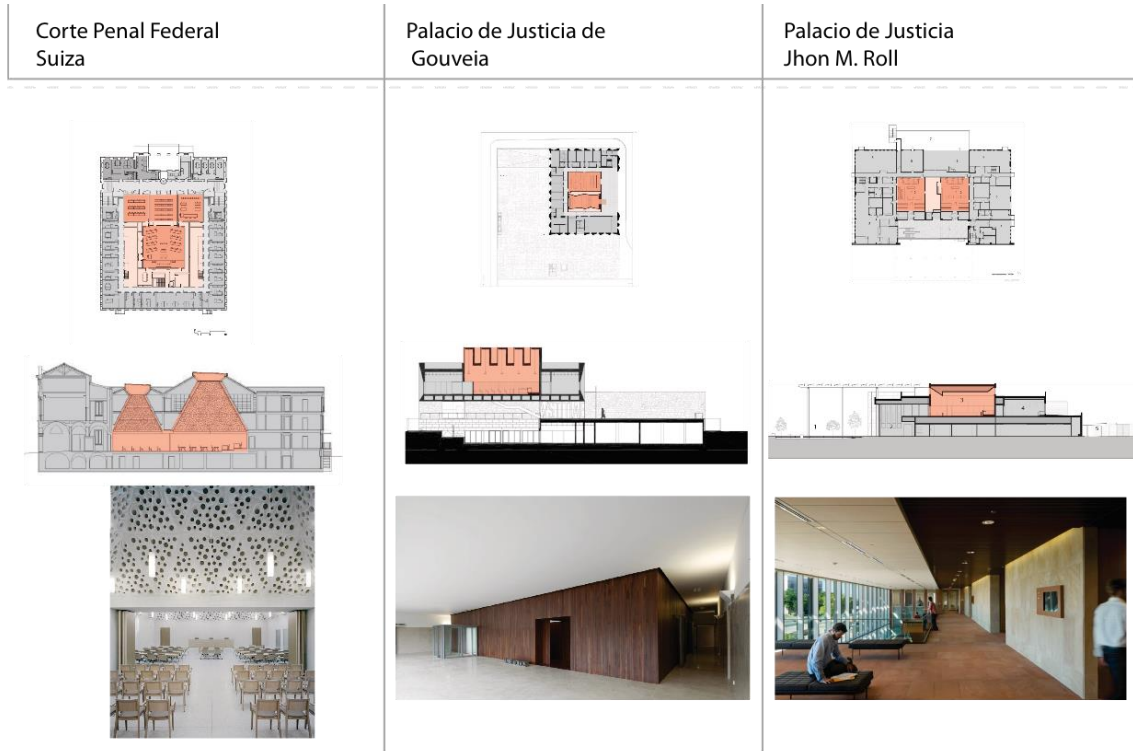 Corte Penal Federal
Suiza
Palacio de Justicia de
Gouveia
Palacio de Justicia
Jhon M. Roll